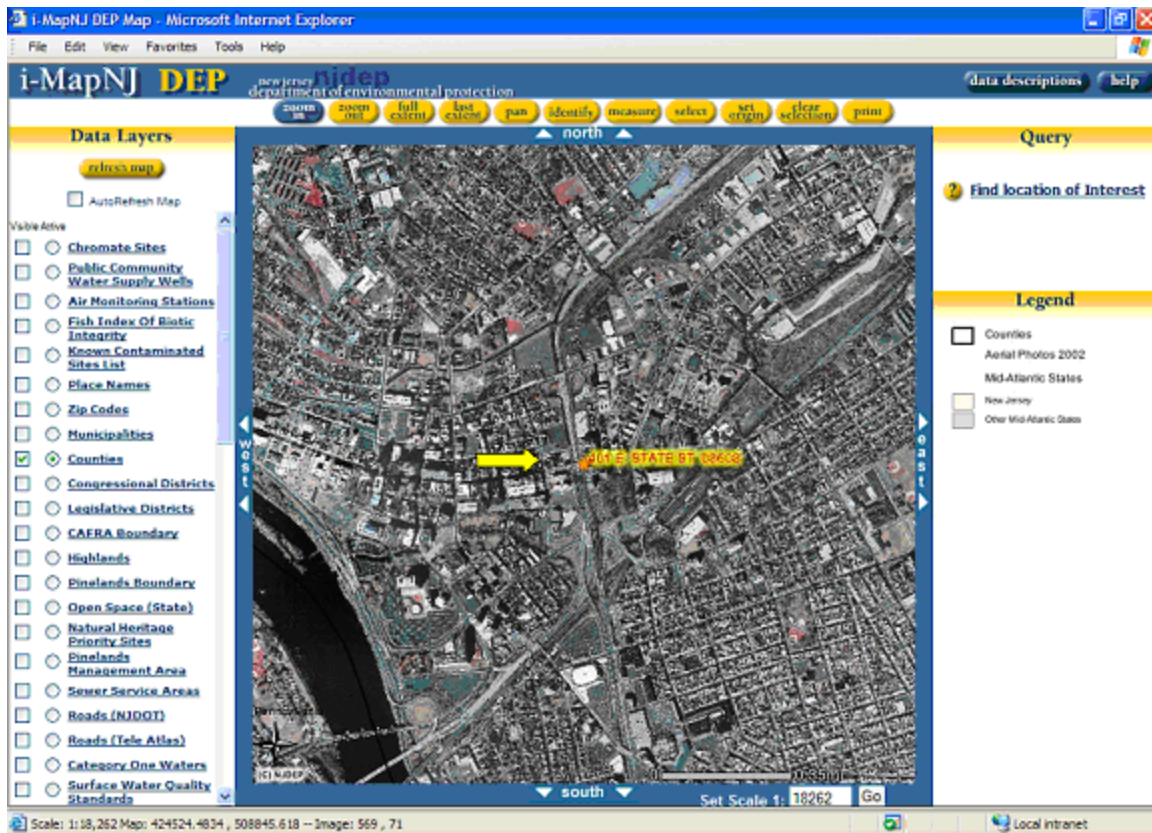 i-MapNJ DEP Map - Microsoft Internet Explorer
File Edit View Favorites Tools Help
i-MapNJ DEP
new jersey njdep
department of environmental protection
data descriptions help
zoom in
zoom out
full extent
last extent
pan
identify
measure
select
set origin
clear selection
print
Data Layers
refresh map
AutoRefresh Map
Visible Active
Chromate Sites
Public Community
Water Supply Wells
Air Monitoring Stations
Fish Index Of Biotic
Integrity
Known Contaminated
Sites List
Place Names
Zip Codes
Municipalities
Counties
Congressional Districts
Legislative Districts
CAFRA Boundary
Highlands
Pinelands Boundary
Open Space (State)
Natural Heritage
Priority Sites
Pinelands
Management Area
Sewer Service Areas
Roads (NJDOT)
Roads (Tele Atlas)
Category One Waters
Surface Water Quality
Standards
north
west
east
401 E STATE ST 08608
(C) NJDEP
0 0.35mi
south
Set Scale 1: 18262 Go
Query
Find location of Interest
Legend
Counties
Aerial Photos 2002
Mid-Atlantic States
New Jersey
Other Mid-Atlantic States
Scale: 1:18,262 Map: 424524.4834 , 508845.618 -- Image: 569 , 71
Local intranet